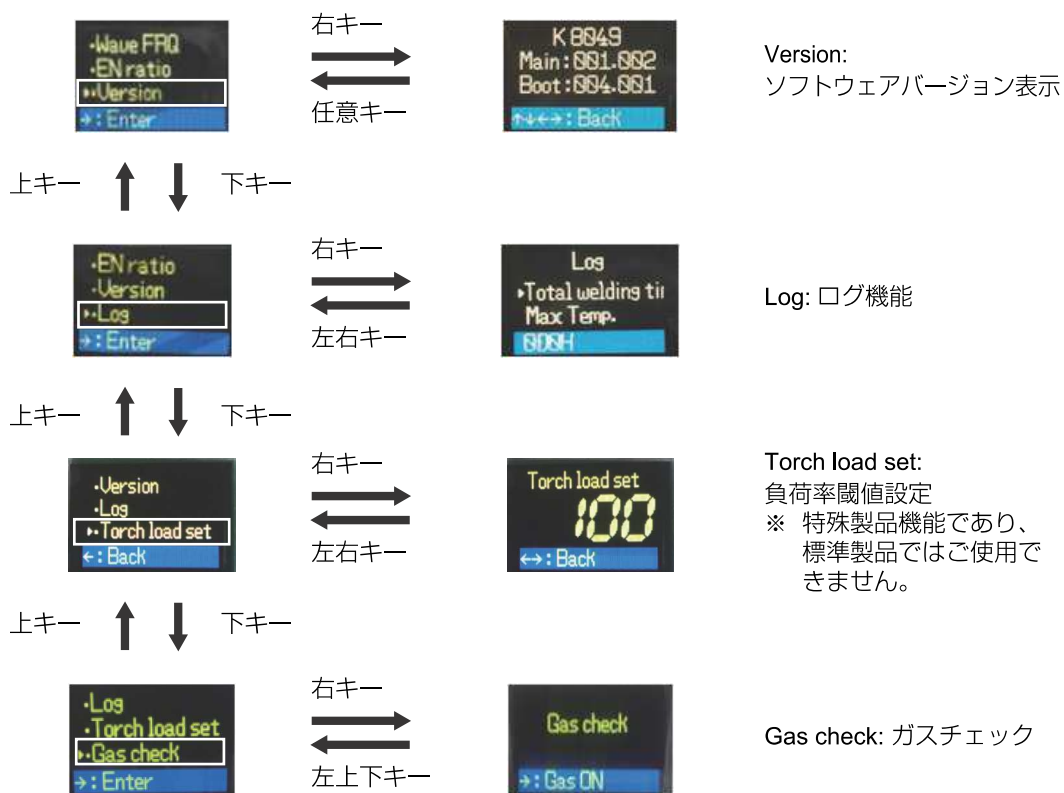 ・Wave FRQ
・EN ratio
▸・Version
→: Enter
右キー
任意キー
K 8049
Main:001.002
Boot:004.001
↑↓←→: Back
Version:
ソフトウェアバージョン表示
上キー
下キー
・EN ratio
・Version
▸・Log
→: Enter
右キー
左右キー
Log
▸Total welding tir
Max Temp.
000H
Log: ログ機能
上キー
下キー
・Version
・Log
▸・Torch load set
←: Back
右キー
左右キー
Torch load set
100
←→: Back
Torch load set:
負荷率閾値設定
※ 特殊製品機能であり、
標準製品ではご使用で
きません。
上キー
下キー
・Log
・Torch load set
▸・Gas check
→: Enter
右キー
左上下キー
Gas check
→: Gas ON
Gas check: ガスチェック